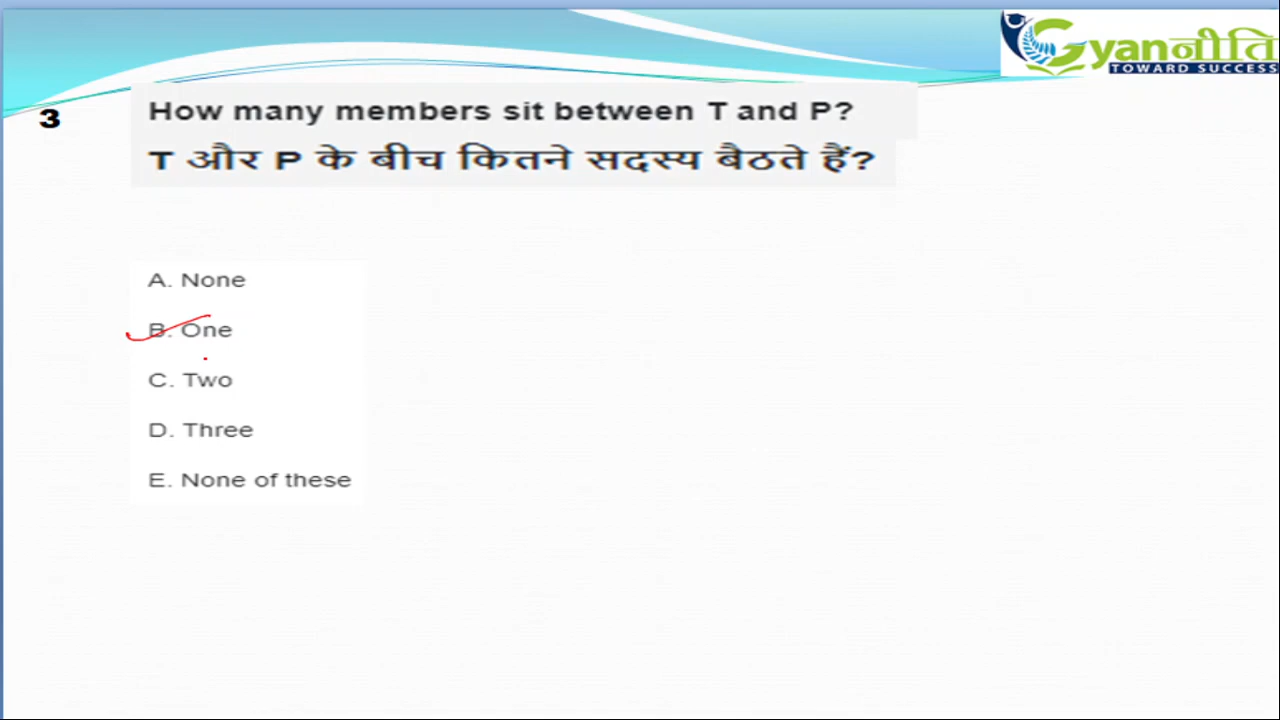 Gyanनीति
TOWARD SUCCESS
3
How many members sit between T and P?
T और P के बीच कितने सदस्य बैठते हैं?
A. None
B. One
C. Two
D. Three
E. None of these